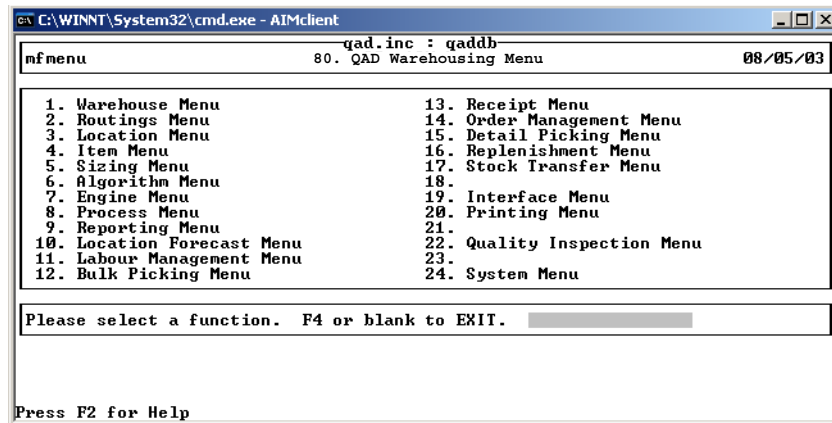 C:\WINNT\System32\cmd.exe - AIMclient
qad.inc : qaddb
mfmenu 80. QAD Warehousing Menu 08/05/03
1. Warehouse Menu 13. Receipt Menu
2. Routings Menu 14. Order Management Menu
3. Location Menu 15. Detail Picking Menu
4. Item Menu 16. Replenishment Menu
5. Sizing Menu 17. Stock Transfer Menu
6. Algorithm Menu 18.
7. Engine Menu 19. Interface Menu
8. Process Menu 20. Printing Menu
9. Reporting Menu 21.
10. Location Forecast Menu 22. Quality Inspection Menu
11. Labour Management Menu 23.
12. Bulk Picking Menu 24. System Menu
Please select a function. F4 or blank to EXIT.
Press F2 for Help